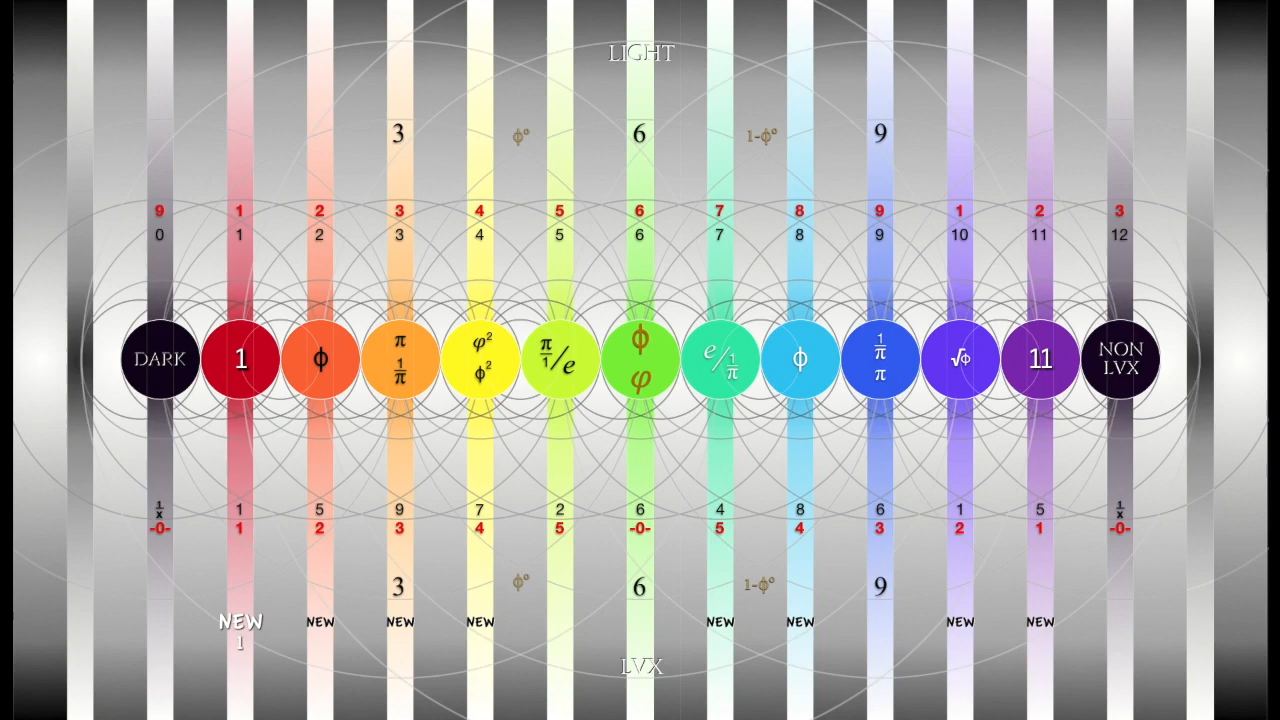 LIGHT
3 ϕ° 6 1-ϕ° 9
9 1 2 3 4 5 6 7 8 9 1 2 3
0 1 2 3 4 5 6 7 8 9 10 11 12
DARK 1 ϕ π 1/π φ² ϕ² π/1/e ϕ φ e/1/π ϕ 1/π π √ϕ 11 NON LVX
1/x 1 5 9 7 2 6 4 8 6 1 5 1/x
-0- 1 2 3 4 5 -0- 5 4 3 2 1 -0-
3 ϕ° 6 1-ϕ° 9
NEW NEW NEW NEW NEW NEW NEW NEW
1
LVX